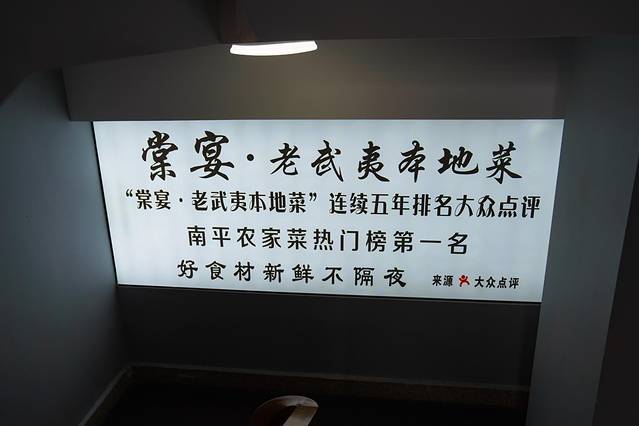 棠宴·老武夷本地菜
“棠宴·老武夷本地菜”连续五年排名大众点评
南平农家菜热门榜第一名
好食材新鲜不隔夜 来源 大众点评